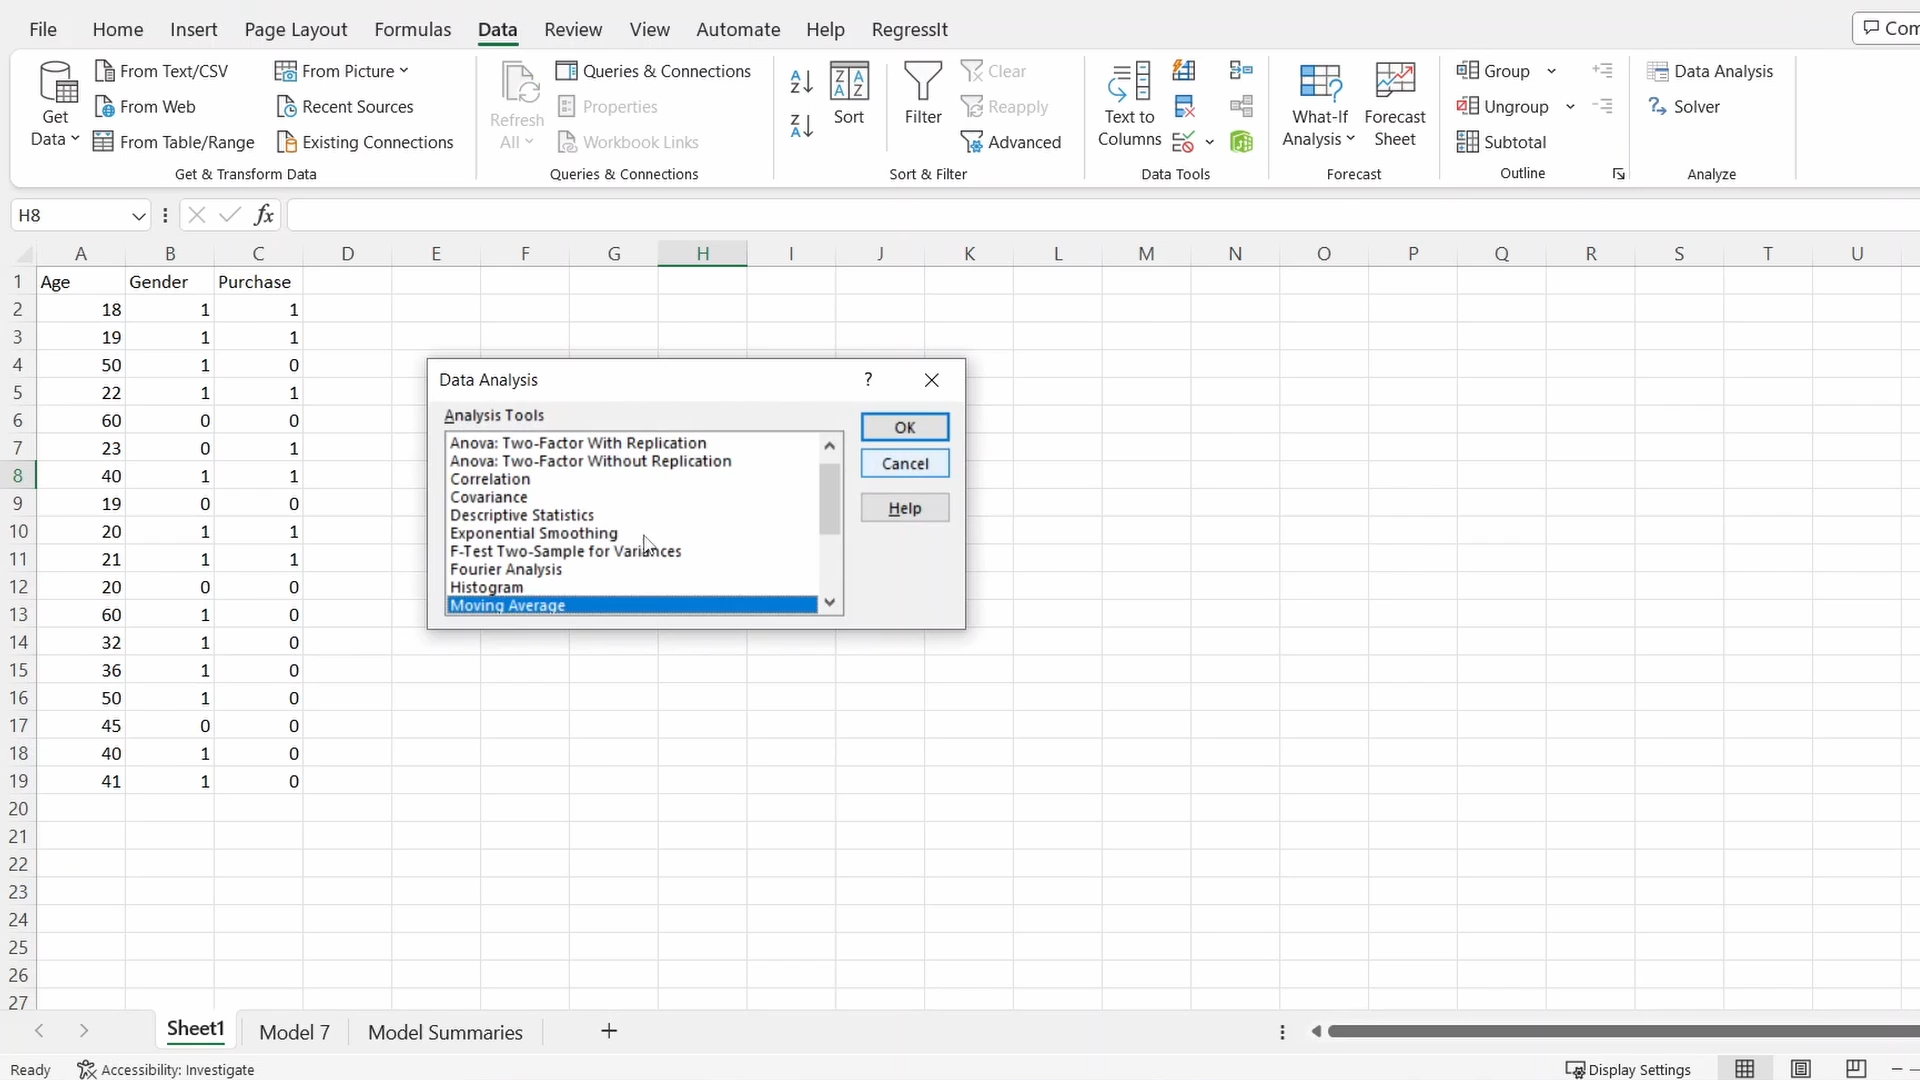 File Home Insert Page Layout Formulas Data Review View Automate Help RegressIt
Get Data
From Text/CSV
From Web
From Table/Range
From Picture
Recent Sources
Existing Connections
Get & Transform Data
Refresh All
Queries & Connections
Properties
Workbook Links
Queries & Connections
Sort
Filter
Clear
Reapply
Advanced
Sort & Filter
Text to Columns
Data Tools
What-If Analysis
Forecast Sheet
Forecast
Group
Ungroup
Subtotal
Outline
Data Analysis
Solver
Analyze
H8
fx
A B C D E F G H I J K L M N O P Q R S T U
1 Age Gender Purchase
2 18 1 1
3 19 1 1
4 50 1 0
5 22 1 1
6 60 0 0
7 23 0 1
8 40 1 1
9 19 0 0
10 20 1 1
11 21 1 1
12 20 0 0
13 60 1 0
14 32 1 0
15 36 1 0
16 50 1 0
17 45 0 0
18 40 1 0
19 41 1 0
20
21
22
23
24
25
26
27
Data Analysis ?
Analysis Tools
Anova: Two-Factor With Replication
Anova: Two-Factor Without Replication
Correlation
Covariance
Descriptive Statistics
Exponential Smoothing
F-Test Two-Sample for Variances
Fourier Analysis
Histogram
Moving Average
OK
Cancel
Help
Sheet1 Model 7 Model Summaries
Ready Accessibility: Investigate Display Settings